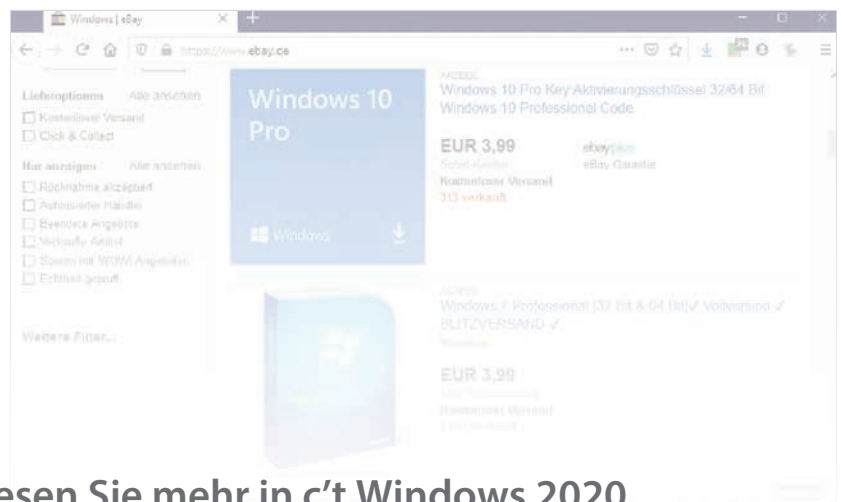 Windows | eBay
https://www.ebay.de
Lieferoptionen Alle ansehen
Kostenloser Versand
Click & Collect
Nur anzeigen Alle ansehen
Rücknahme akzeptiert
Autorisierter Händler
Beendete Angebote
Verkaufte Artikel
Sparen mit WOW! Angeboten
Echtheit geprüft
Weitere Filter...
Windows 10
Pro
Windows
ANZEIGE
Windows 10 Pro Key Aktivierungsschlüssel 32/64 Bit
Windows 10 Professional Code
EUR 3,99
ebayplus
Sofort-Kaufen
eBay Garantie
Kostenloser Versand
313 verkauft
ANZEIGE
Windows 7 Professional (32 Bit & 64 Bit)✓ Vollversion ✓
BLITZVERSAND ✓
EUR 3,99
Kostenloser Versand
esen Sie mehr in c't Windows 2020